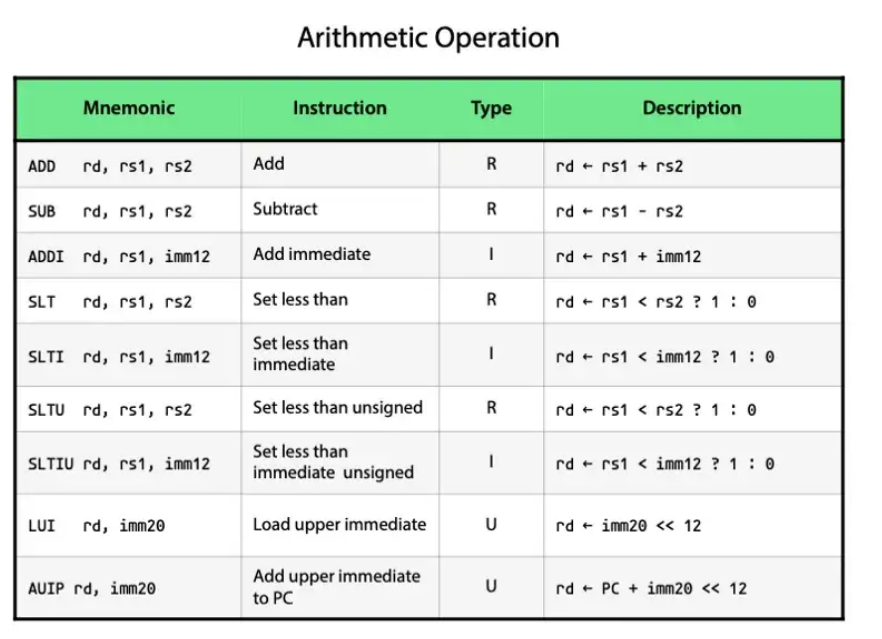 Arithmetic Operation
Mnemonic Instruction Type Description
ADD rd, rs1, rs2 Add R rd ← rs1 + rs2
SUB rd, rs1, rs2 Subtract R rd ← rs1 - rs2
ADDI rd, rs1, imm12 Add immediate I rd ← rs1 + imm12
SLT rd, rs1, rs2 Set less than R rd ← rs1 < rs2 ? 1 : 0
SLTI rd, rs1, imm12 Set less than immediate I rd ← rs1 < imm12 ? 1 : 0
SLTU rd, rs1, rs2 Set less than unsigned R rd ← rs1 < rs2 ? 1 : 0
SLTIU rd, rs1, imm12 Set less than immediate unsigned I rd ← rs1 < imm12 ? 1 : 0
LUI rd, imm20 Load upper immediate U rd ← imm20 << 12
AUIP rd, imm20 Add upper immediate to PC U rd ← PC + imm20 << 12